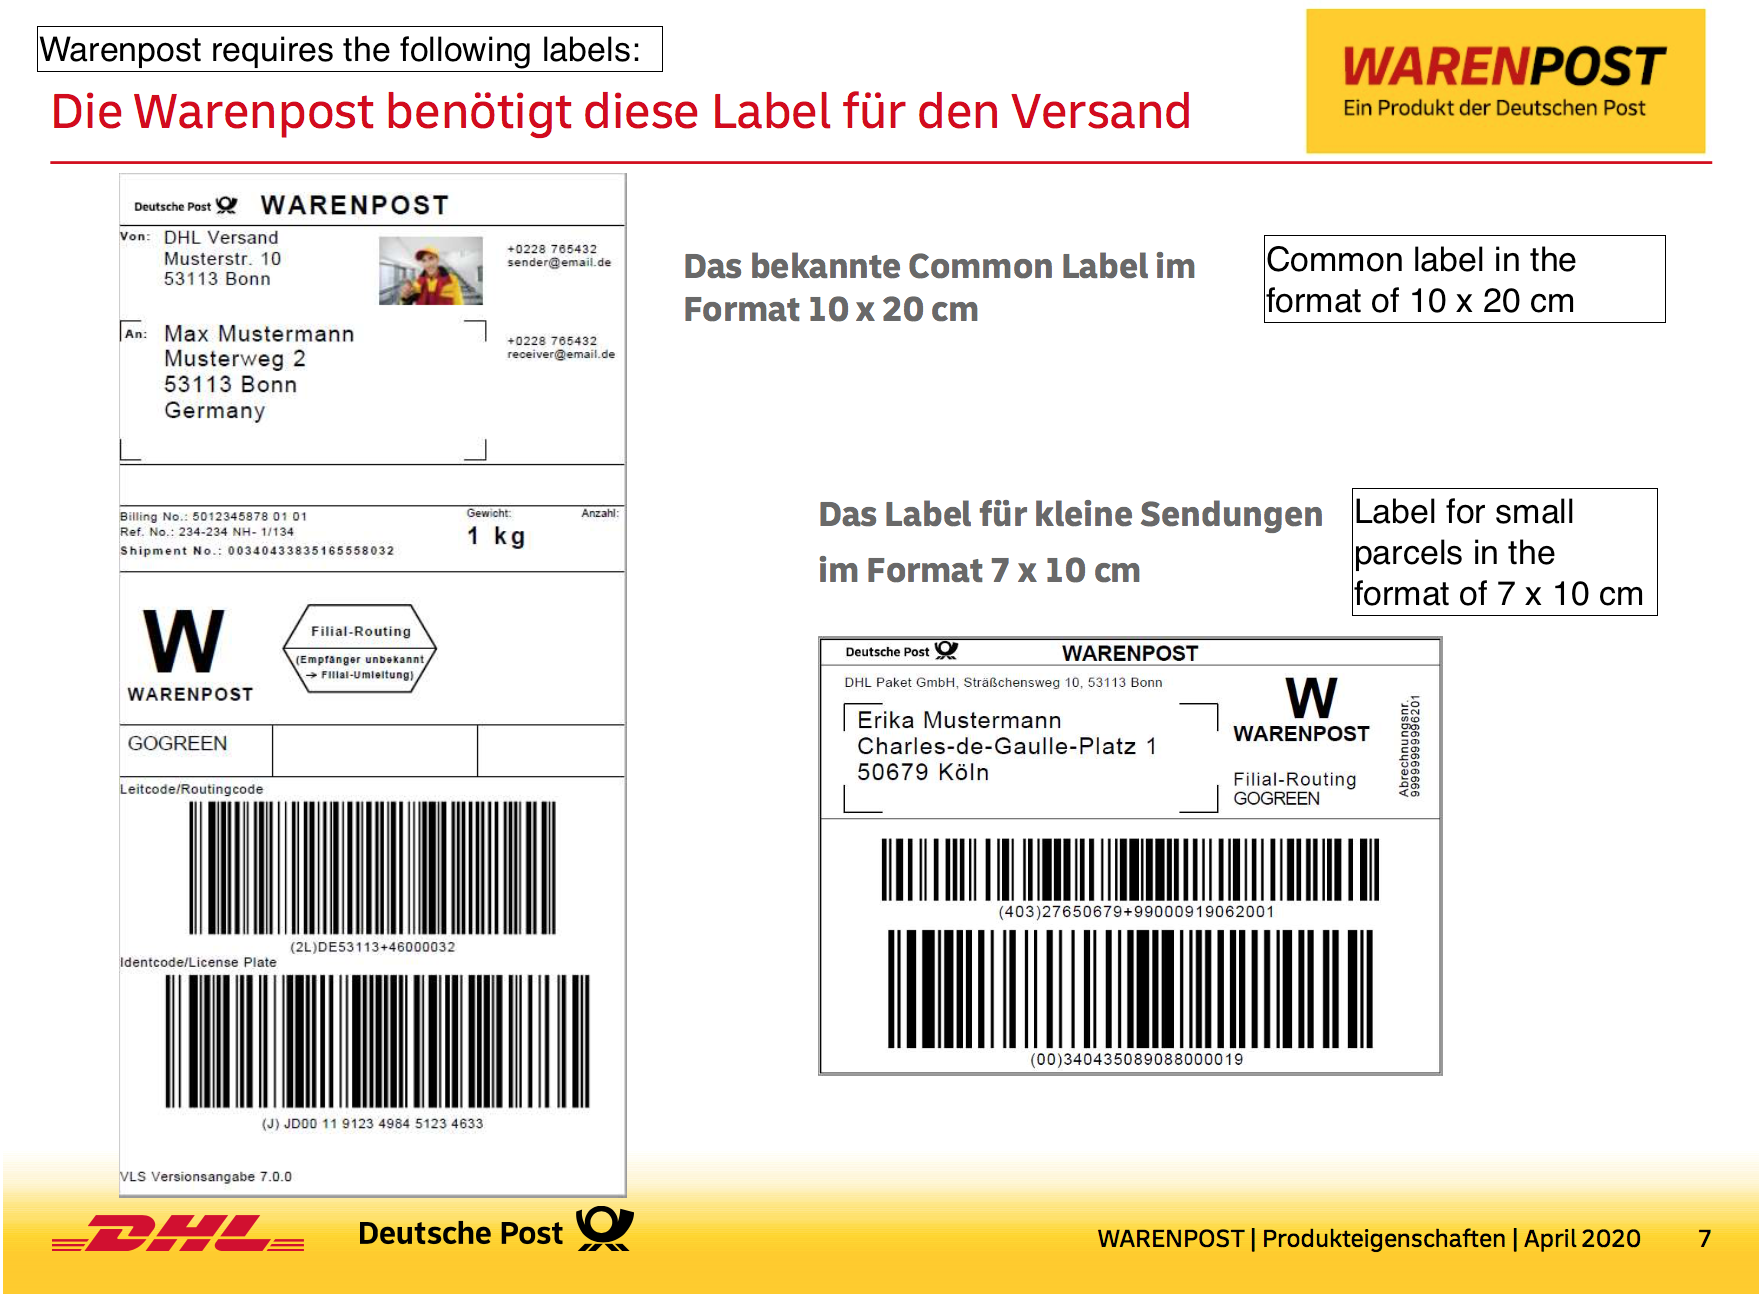 Warenpost requires the following labels:
Die Warenpost benötigt diese Label für den Versand
WARENPOST
Ein Produkt der Deutschen Post
Deutsche Post WARENPOST
Von: DHL Versand
Musterstr. 10
53113 Bonn
+0228 765432
sender@email.de
An: Max Mustermann
Musterweg 2
53113 Bonn
Germany
+0228 765432
receiver@email.de
Billing No.: 5012345878 01 01
Ref. No.: 234-234 NH- 1/134
Shipment No.: 00340433835165558032
Gewicht:
1 kg
Anzahl:
W
WARENPOST
Filial-Routing
(Empfänger unbekannt
→ Filial-Umleitung)
GOGREEN
Leitcode/Routingcode
(2L)DE53113+46000032
Identcode/License Plate
(J) JD00 11 9123 4984 5123 4633
VLS Versionsangabe 7.0.0
Das bekannte Common Label im
Format 10 x 20 cm
Common label in the
format of 10 x 20 cm
Das Label für kleine Sendungen
im Format 7 x 10 cm
Label for small
parcels in the
format of 7 x 10 cm
Deutsche Post WARENPOST
DHL Paket GmbH, Sträßchensweg 10, 53113 Bonn
Erika Mustermann
Charles-de-Gaulle-Platz 1
50679 Köln
W
WARENPOST
Filial-Routing
GOGREEN
Abrechnungsnr.
(403)27650679+99000919062001
(00)340435089088000019
DHL
Deutsche Post
WARENPOST | Produkteigenschaften | April 2020 7